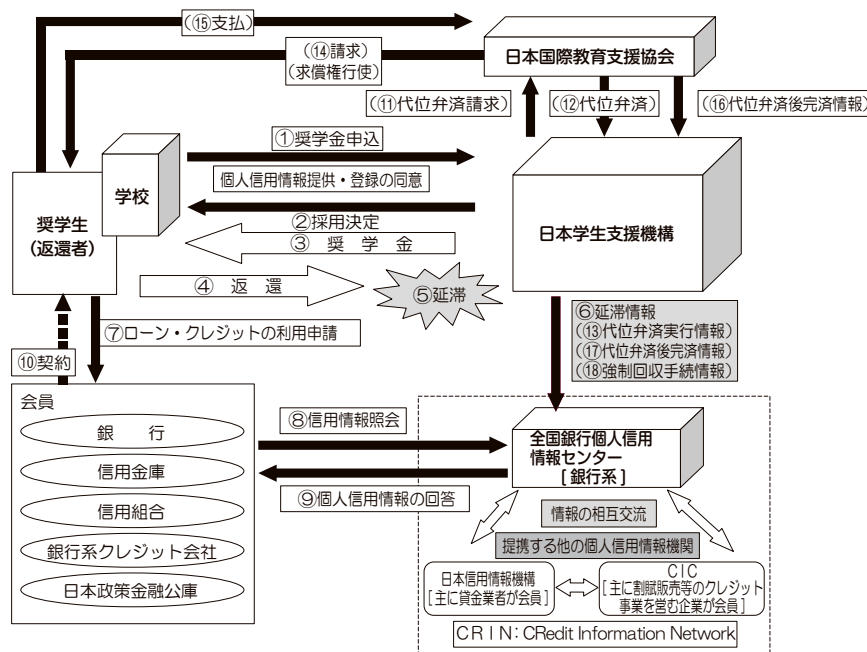 （⑮支払）
（⑭請求）
（求償権行使）
日本国際教育支援協会
（⑪代位弁済請求）
（⑫代位弁済）
（⑯代位弁済後完済情報）
①奨学金申込
個人信用情報提供・登録の同意
学校
奨学生
（返還者）
②採用決定
③　奨　学　金
④　返　還
⑤延滞
日本学生支援機構
⑥延滞情報
（⑬代位弁済実行情報）
（⑰代位弁済後完済情報）
（⑱強制回収手続情報）
⑦ローン・クレジットの利用申請
⑩契約
会員
銀　行
信用金庫
信用組合
銀行系クレジット会社
日本政策金融公庫
⑧信用情報照会
⑨個人信用情報の回答
全国銀行個人信用
情報センター
［銀行系］
情報の相互交流
提携する他の個人信用情報機関
日本信用情報機構
［主に貸金業者が会員］
ＣＩＣ
［主に割賦販売等のクレジット
事業を営む企業が会員］
ＣＲＩＮ：CRedit Information Network